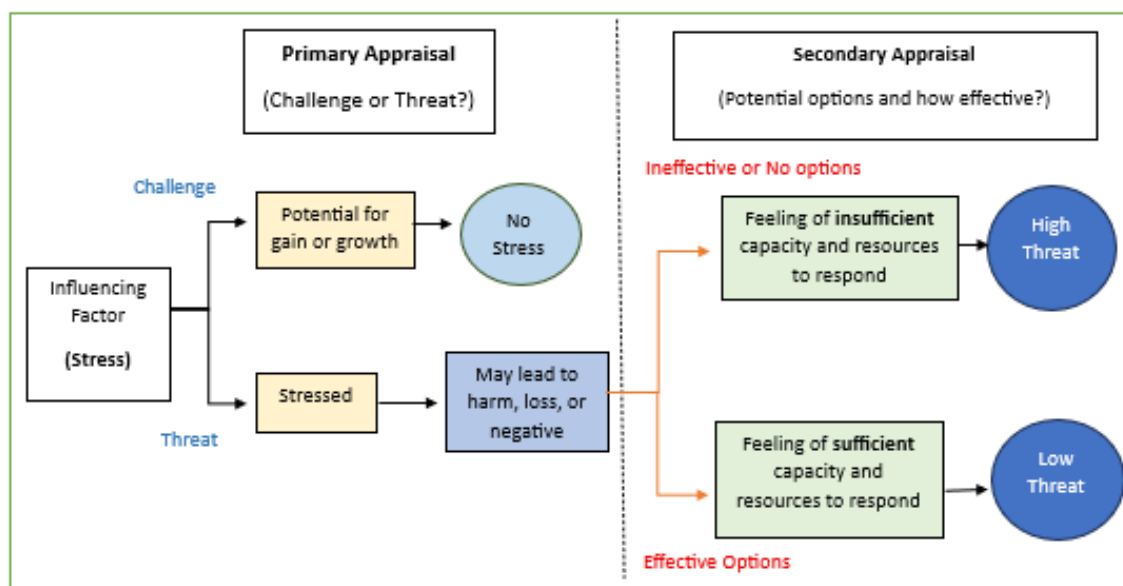 Primary Appraisal
(Challenge or Threat?)
Secondary Appraisal
(Potential options and how effective?)
Challenge
Potential for
gain or growth
No
Stress
Influencing
Factor
(Stress)
Threat
Stressed
May lead to
harm, loss, or
negative
Ineffective or No options
Feeling of insufficient
capacity and resources
to respond
High
Threat
Feeling of sufficient
capacity and
resources to respond
Low
Threat
Effective Options